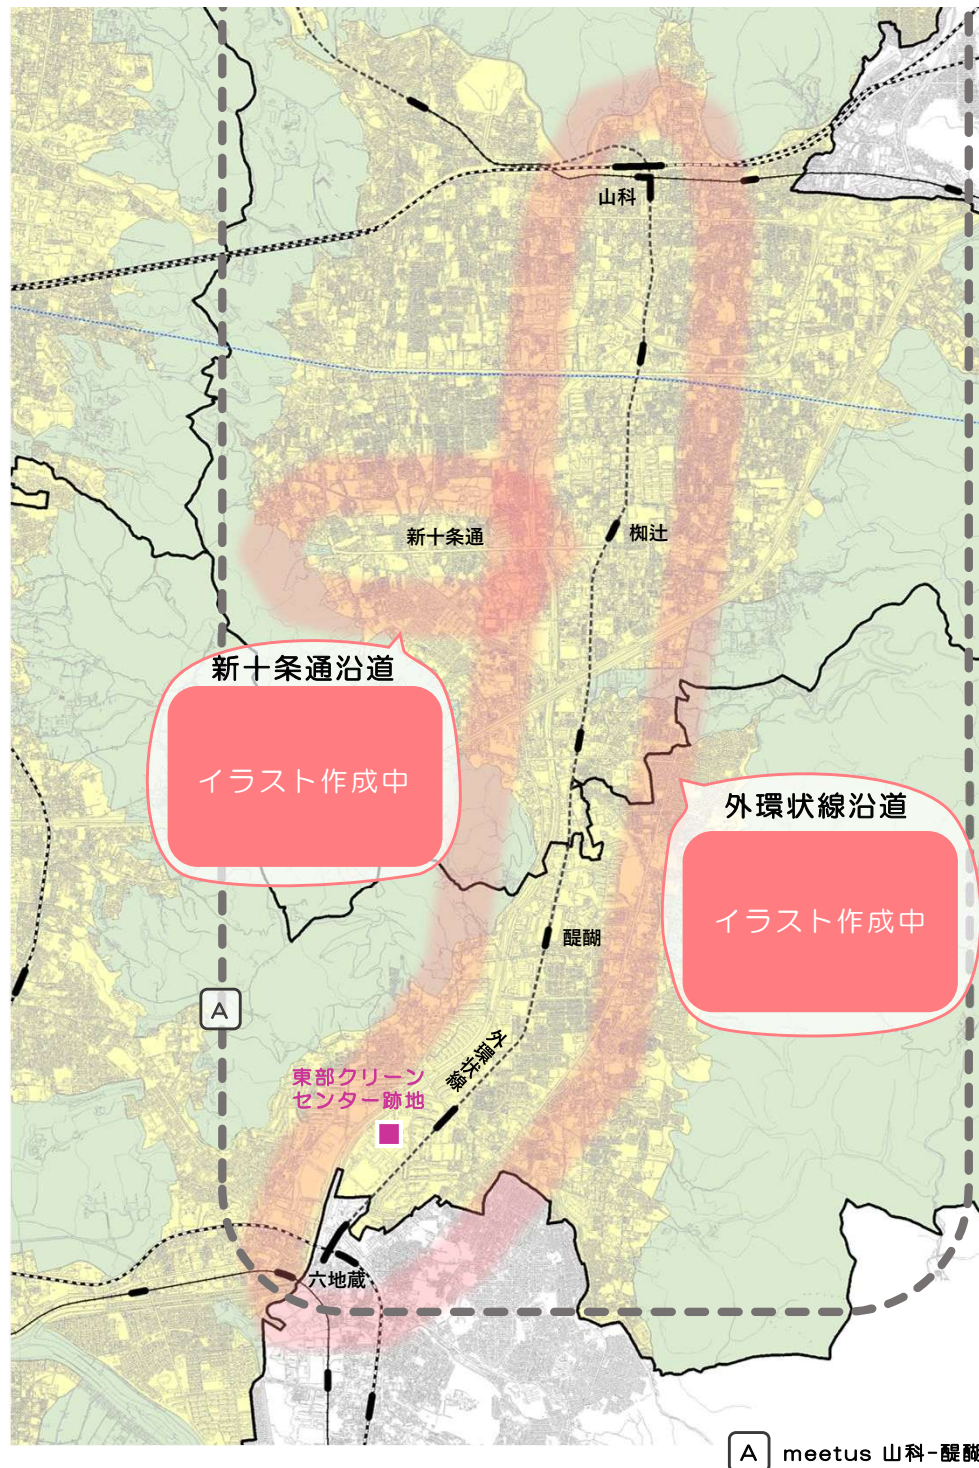 山科
新十条通
椥辻
新十条通沿道
イラスト作成中
外環状線沿道
イラスト作成中
醍醐
A
外環状線
東部クリーン
センター跡地
六地蔵
A meetus 山科-醍醐